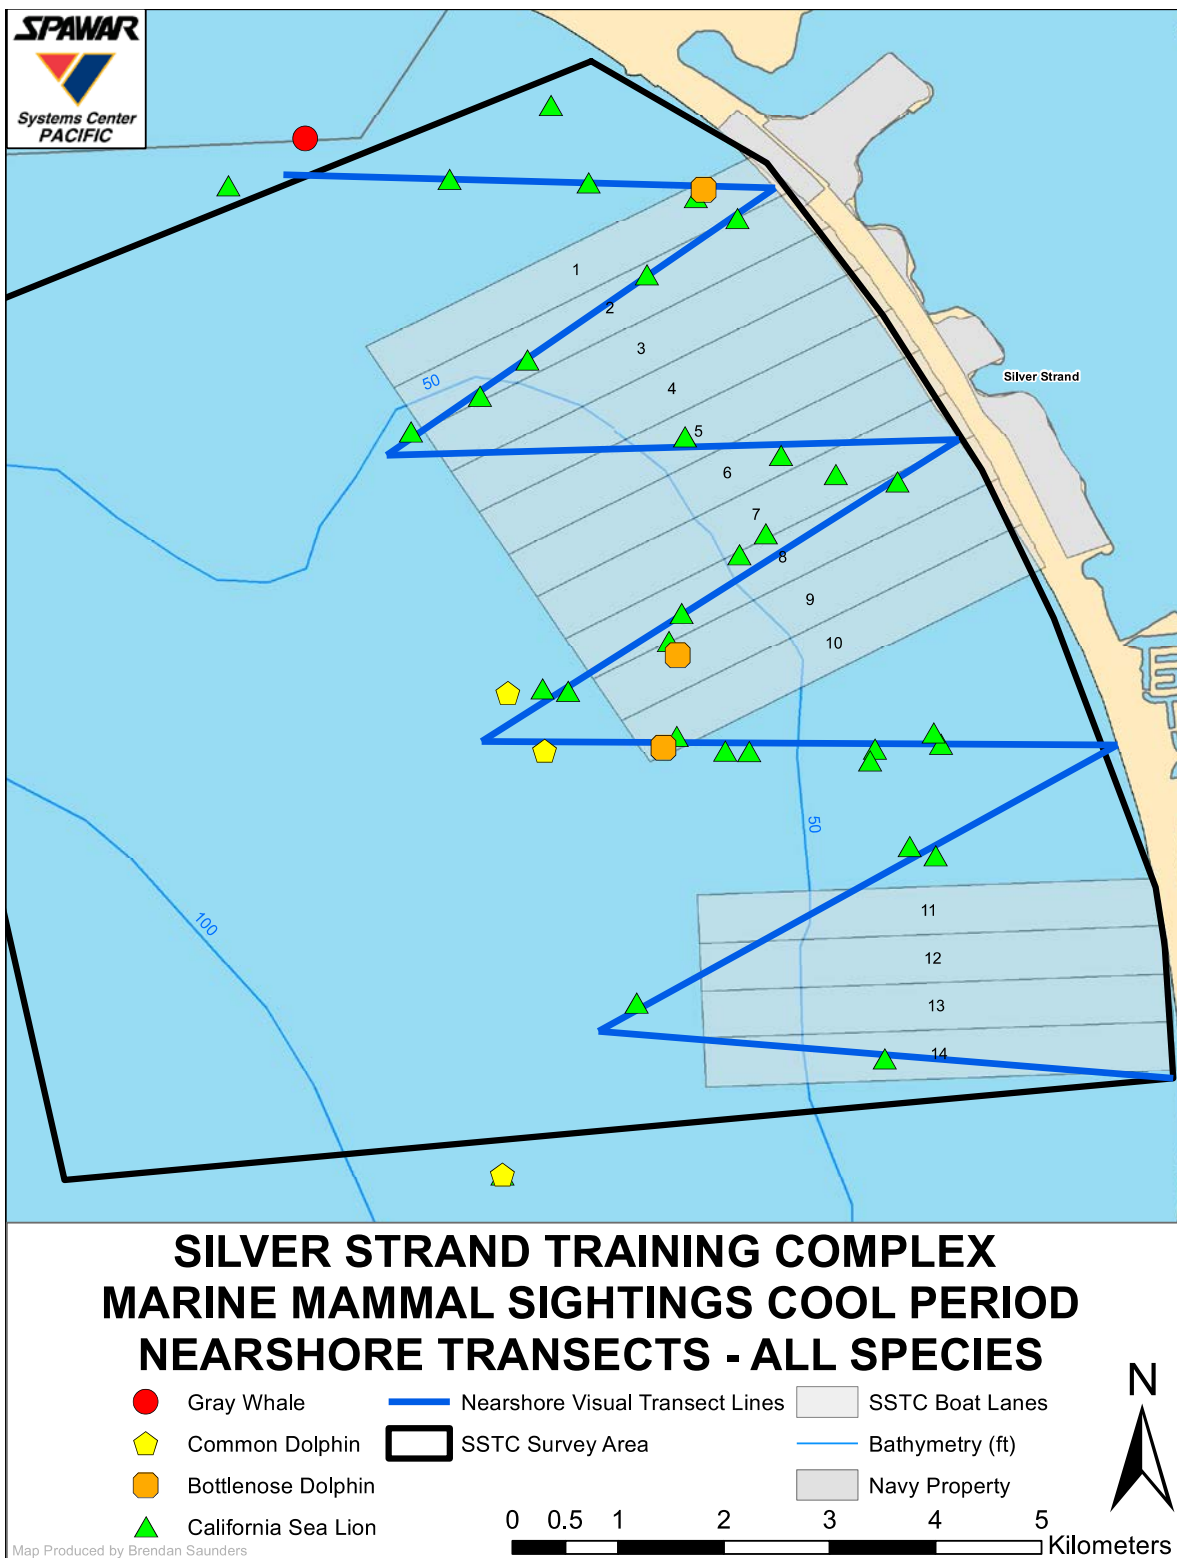 SPAWAR
Systems Center
PACIFIC
1
2
3
50
Silver Strand
4
5
6
7
8
9
10
50
100
11
12
13
14
SILVER STRAND TRAINING COMPLEX
MARINE MAMMAL SIGHTINGS COOL PERIOD
NEARSHORE TRANSECTS - ALL SPECIES
Gray Whale
Nearshore Visual Transect Lines
SSTC Boat Lanes
Common Dolphin
SSTC Survey Area
Bathymetry (ft)
Bottlenose Dolphin
Navy Property
California Sea Lion
N
0 0.5 1 2 3 4 5
Kilometers
Map Produced by Brendan Saunders